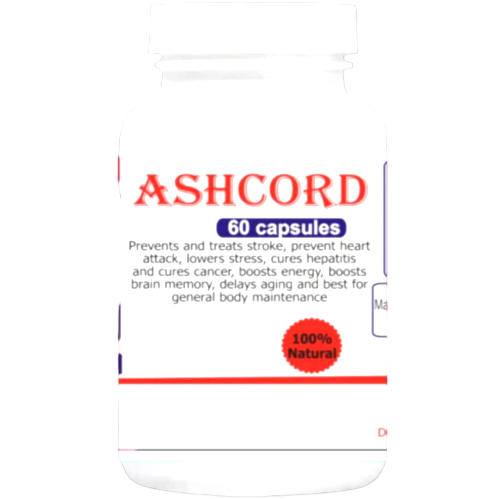 ASHCORD
60 capsules
Prevents and treats stroke, prevent heart
attack, lowers stress, cures hepatitis
and cures cancer, boosts energy, boosts
brain memory, delays aging and best for
general body maintenance
100%
Natural